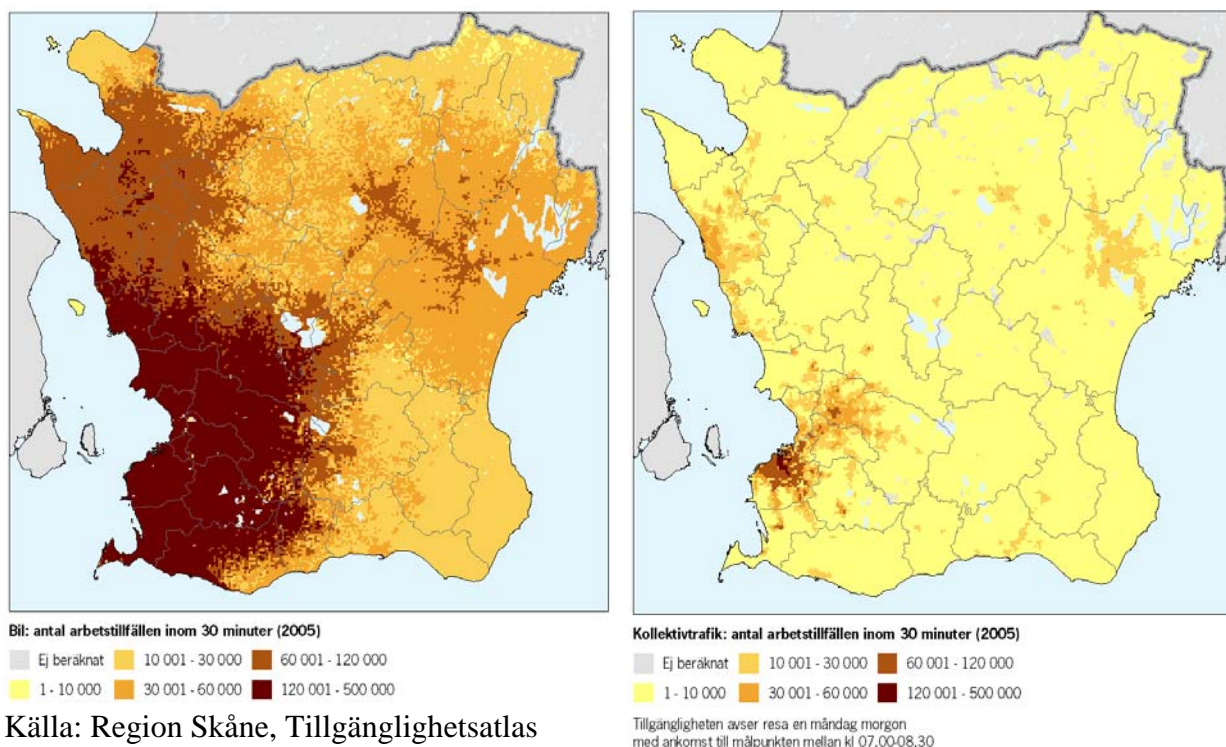 Bil: antal arbetstillfällen inom 30 minuter (2005)
Ej beräknat 10 001 - 30 000 60 001 - 120 000
1 - 10 000 30 001 - 60 000 120 001 - 500 000
Källa: Region Skåne, Tillgänglighetsatlas
Kollektivtrafik: antal arbetstillfällen inom 30 minuter (2005)
Ej beräknat 10 001 - 30 000 60 001 - 120 000
1 - 10 000 30 001 - 60 000 120 001 - 500 000
Tillgängligheten avser resa en måndag morgon
med ankomst till målpunkten mellan kl 07.00-08.30